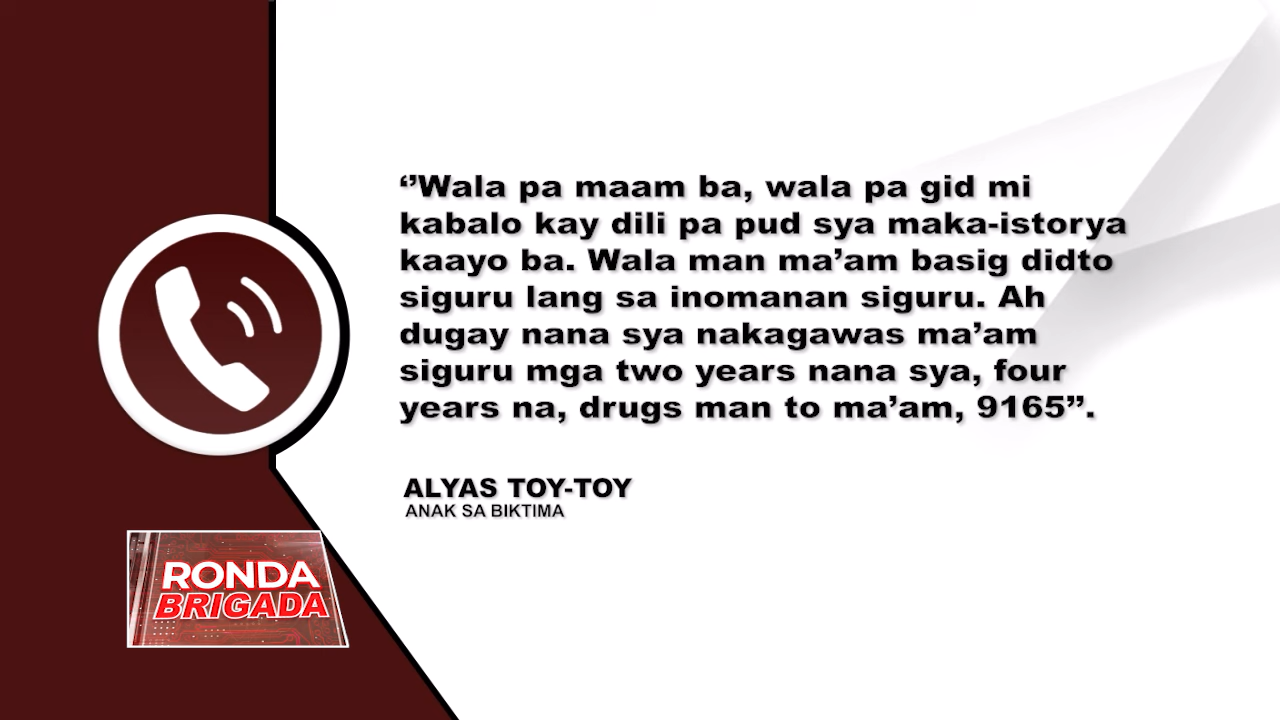 ‘’Wala pa maam ba, wala pa gid mi
kabalo kay dili pa pud sya maka-istorya
kaayo ba. Wala man ma’am basig didto
siguru lang sa inomanan siguru. Ah
dugay nana sya nakagawas ma’am
siguru mga two years nana sya, four
years na, drugs man to ma’am, 9165’’.
ALYAS TOY-TOY
ANAK SA BIKTIMA
RONDA
BRIGADA